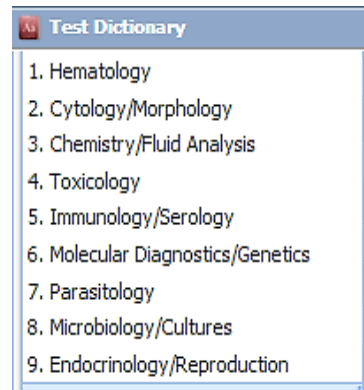 Test Dictionary
1. Hematology
2. Cytology/Morphology
3. Chemistry/Fluid Analysis
4. Toxicology
5. Immunology/Serology
6. Molecular Diagnostics/Genetics
7. Parasitology
8. Microbiology/Cultures
9. Endocrinology/Reproduction